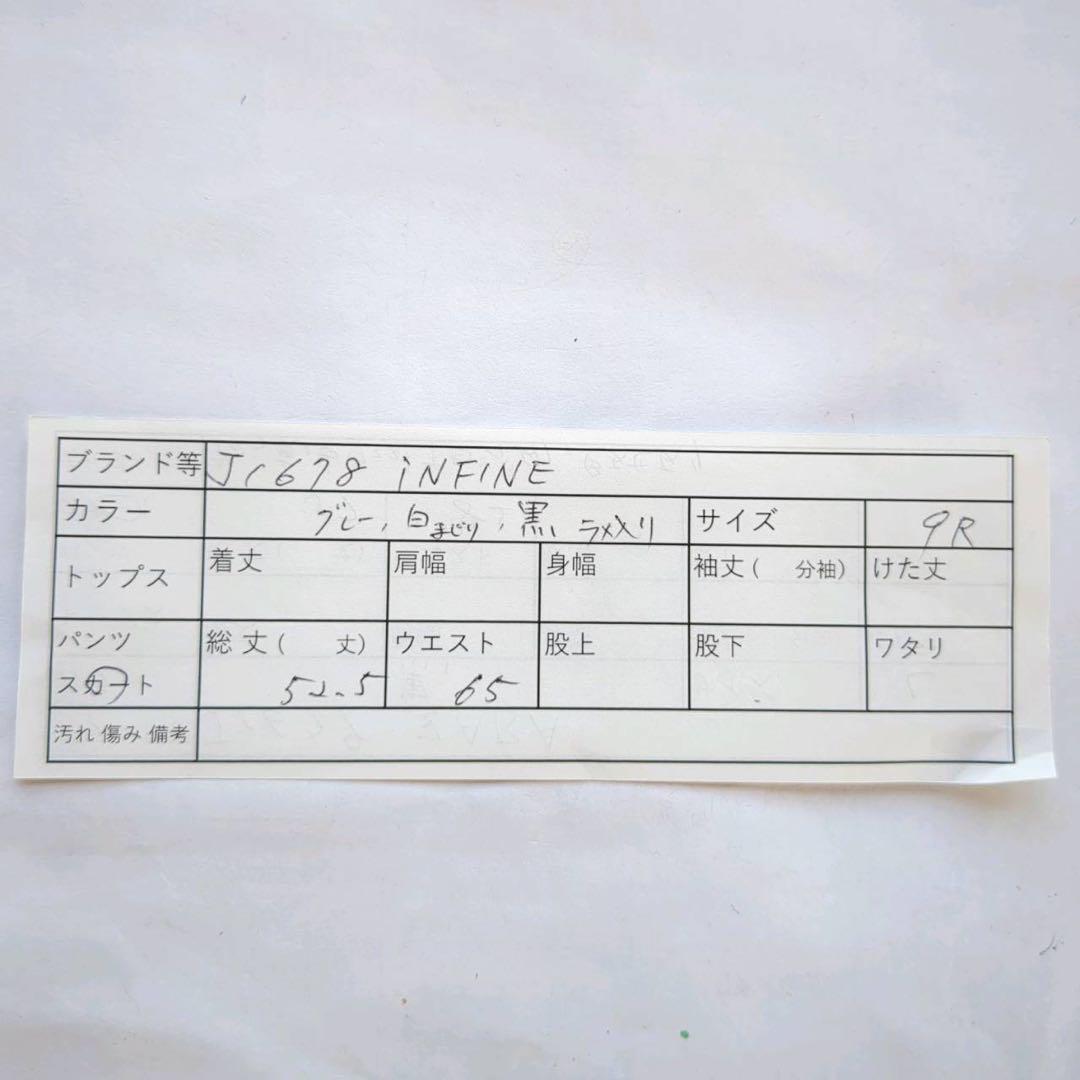 ブランド等 J1678 iNFINE
カラー グレー,白まじり,黒 ラメ入り サイズ 9R
トップス 着丈 肩幅 身幅 袖丈( 分袖) けた丈
パンツ 総丈( 丈) ウエスト 股上 股下 ワタリ
スカート 52.5 65
汚れ 傷み 備考